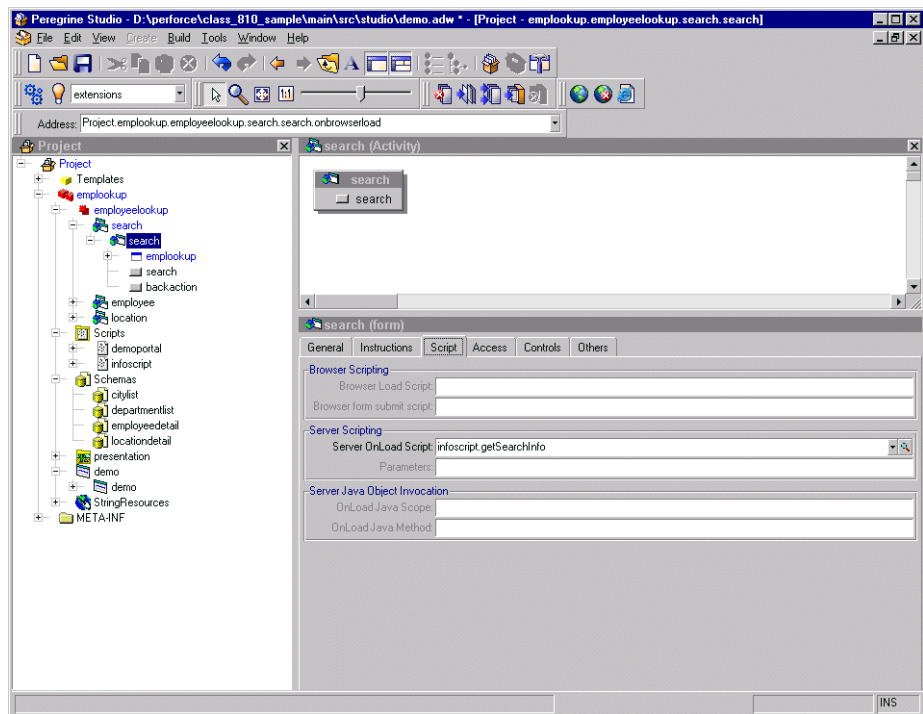 Peregrine Studio - D:\perforce\class_810_sample\main\src\studio\demo.adw * - [Project - emplookup.employeelookup.search.search]
File Edit View Create Build Tools Window Help
A
extensions
1:1
Address: Project.emplookup.employeelookup.search.search.onbrowserload
Project
Project
Templates
emplookup
employeelookup
search
search
emplookup
search
backaction
employee
location
Scripts
demoportal
infoscript
Schemas
citylist
departmentlist
employeedetail
locationdetail
presentation
demo
demo
StringResources
META-INF
search (Activity)
search
search
search (form)
General Instructions Script Access Controls Others
Browser Scripting
Browser Load Script:
Browser form submit script:
Server Scripting
Server OnLoad Script: infoscript.getSearchInfo
Parameters:
Server Java Object Invocation
OnLoad Java Scope:
OnLoad Java Method:
INS